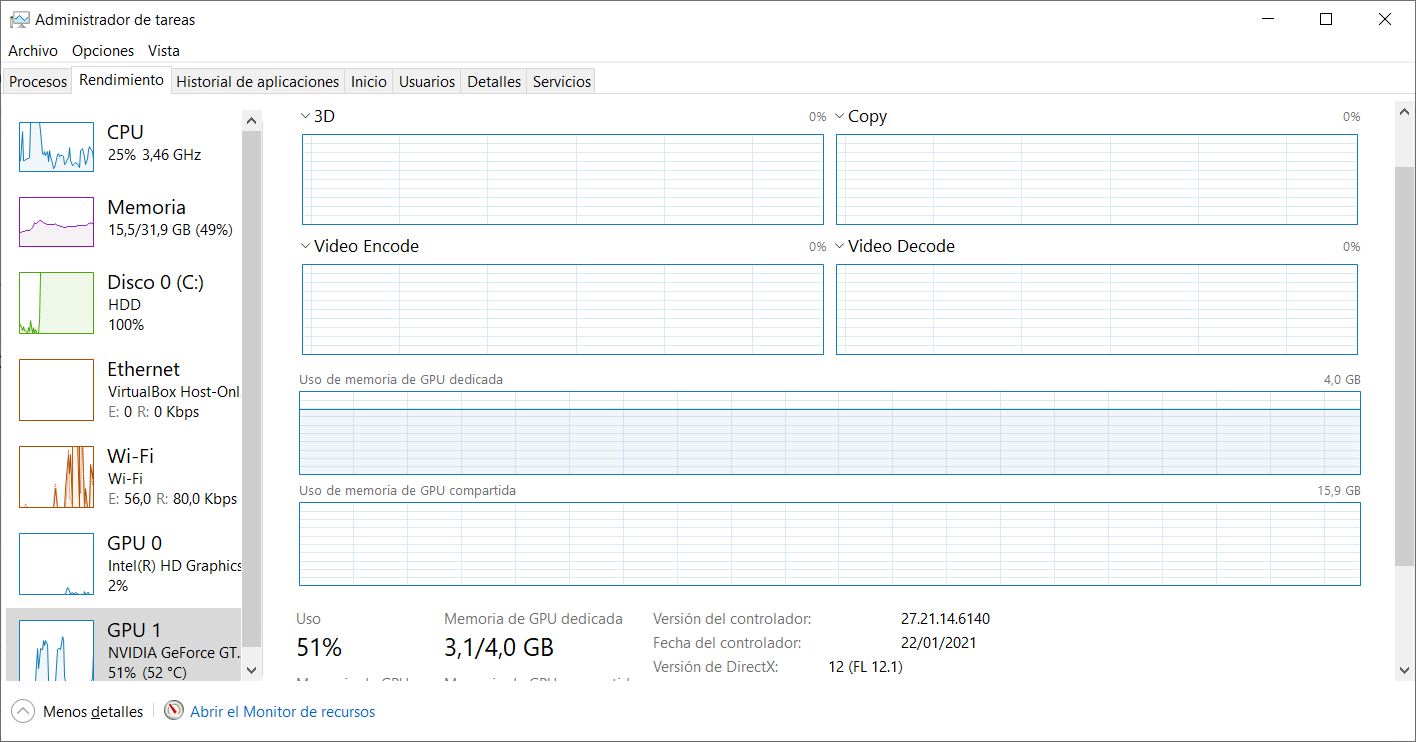 Administrador de tareas
Archivo Opciones Vista
Procesos Rendimiento Historial de aplicaciones Inicio Usuarios Detalles Servicios
CPU
25% 3,46 GHz
Memoria
15,5/31,9 GB (49%)
Disco 0 (C:)
HDD
100%
Ethernet
VirtualBox Host-Onl
E: 0 R: 0 Kbps
Wi-Fi
Wi-Fi
E: 56,0 R: 80,0 Kbps
GPU 0
Intel(R) HD Graphics
2%
GPU 1
NVIDIA GeForce GT.
51% (52 °C)
3D 0%
Copy 0%
Video Encode 0%
Video Decode 0%
Uso de memoria de GPU dedicada 4,0 GB
Uso de memoria de GPU compartida 15,9 GB
Uso
51%
Memoria de GPU dedicada
3,1/4,0 GB
Versión del controlador: 27.21.14.6140
Fecha del controlador: 22/01/2021
Versión de DirectX: 12 (FL 12.1)
Menos detalles
Abrir el Monitor de recursos